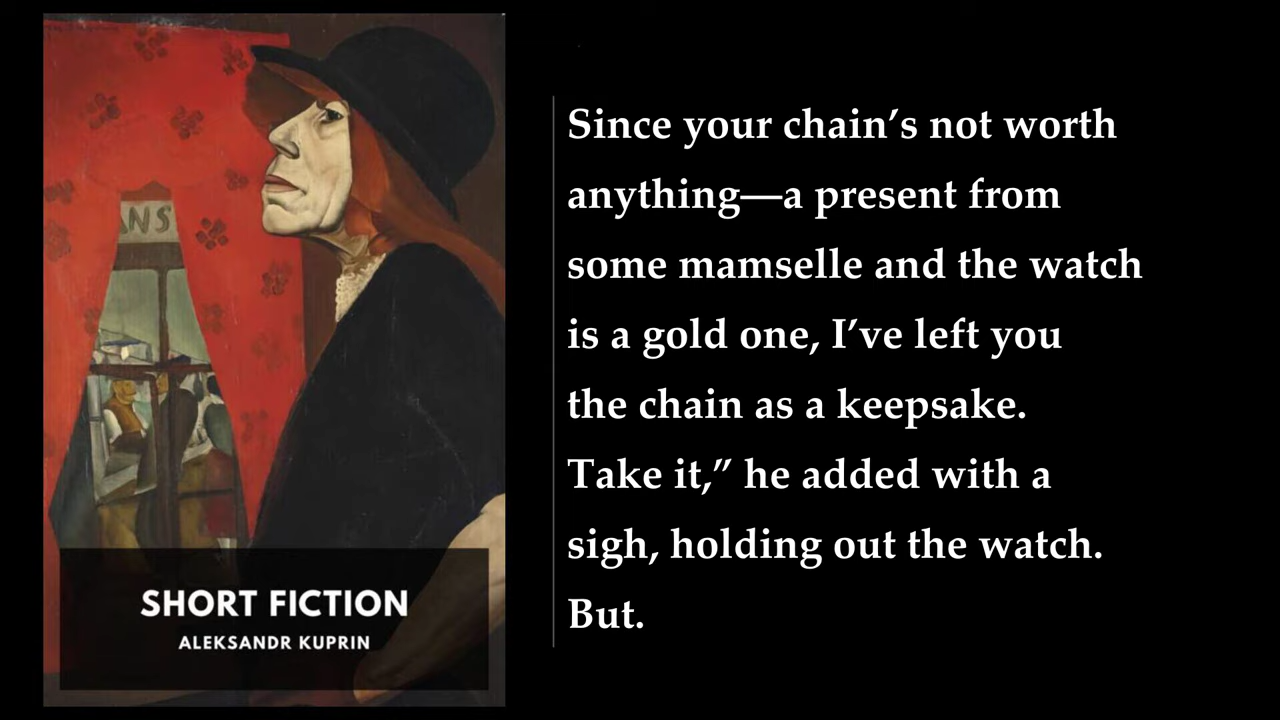 ANS
SHORT FICTION
ALEKSANDR KUPRIN
Since your chain’s not worth
anything—a present from
some mamselle and the watch
is a gold one, I’ve left you
the chain as a keepsake.
Take it,” he added with a
sigh, holding out the watch.
But.